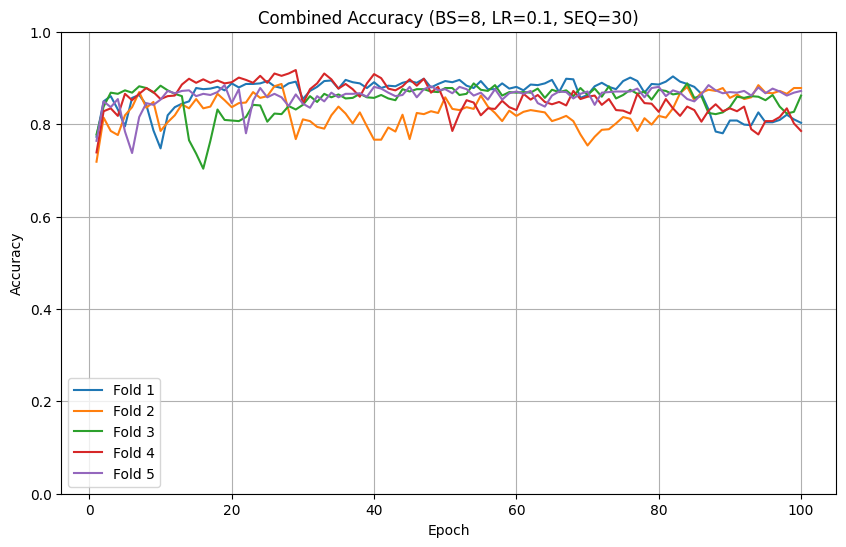 Combined Accuracy (BS=8, LR=0.1, SEQ=30)
1.0
0.8
0.6
0.4
0.2
0.0
Accuracy
Fold 1
Fold 2
Fold 3
Fold 4
Fold 5
0 20 40 60 80 100
Epoch